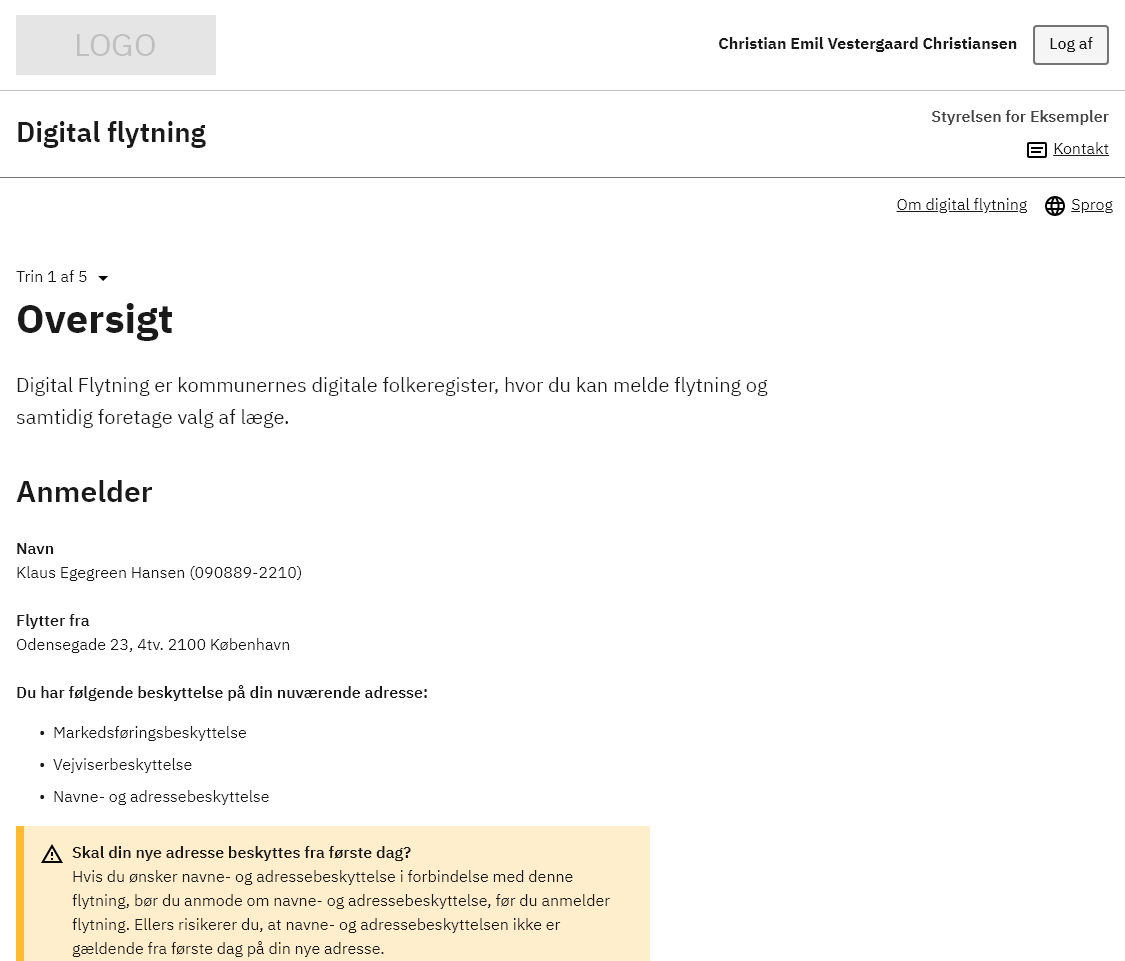 LOGO
Christian Emil Vestergaard Christiansen
Log af
Digital flytning
Styrelsen for Eksempler
Kontakt
Om digital flytning
Sprog
Trin 1 af 5
Oversigt
Digital Flytning er kommunernes digitale folkeregister, hvor du kan melde flytning og
samtidig foretage valg af læge.
Anmelder
Navn
Klaus Egegreen Hansen (090889-2210)
Flytter fra
Odensegade 23, 4tv. 2100 København
Du har følgende beskyttelse på din nuværende adresse:
• Markedsføringsbeskyttelse
• Vejviserbeskyttelse
• Navne- og adressebeskyttelse
Skal din nye adresse beskyttes fra første dag?
Hvis du ønsker navne- og adressebeskyttelse i forbindelse med denne
flytning, bør du anmode om navne- og adressebeskyttelse, før du anmelder
flytning. Ellers risikerer du, at navne- og adressebeskyttelsen ikke er
gældende fra første dag på din nye adresse.